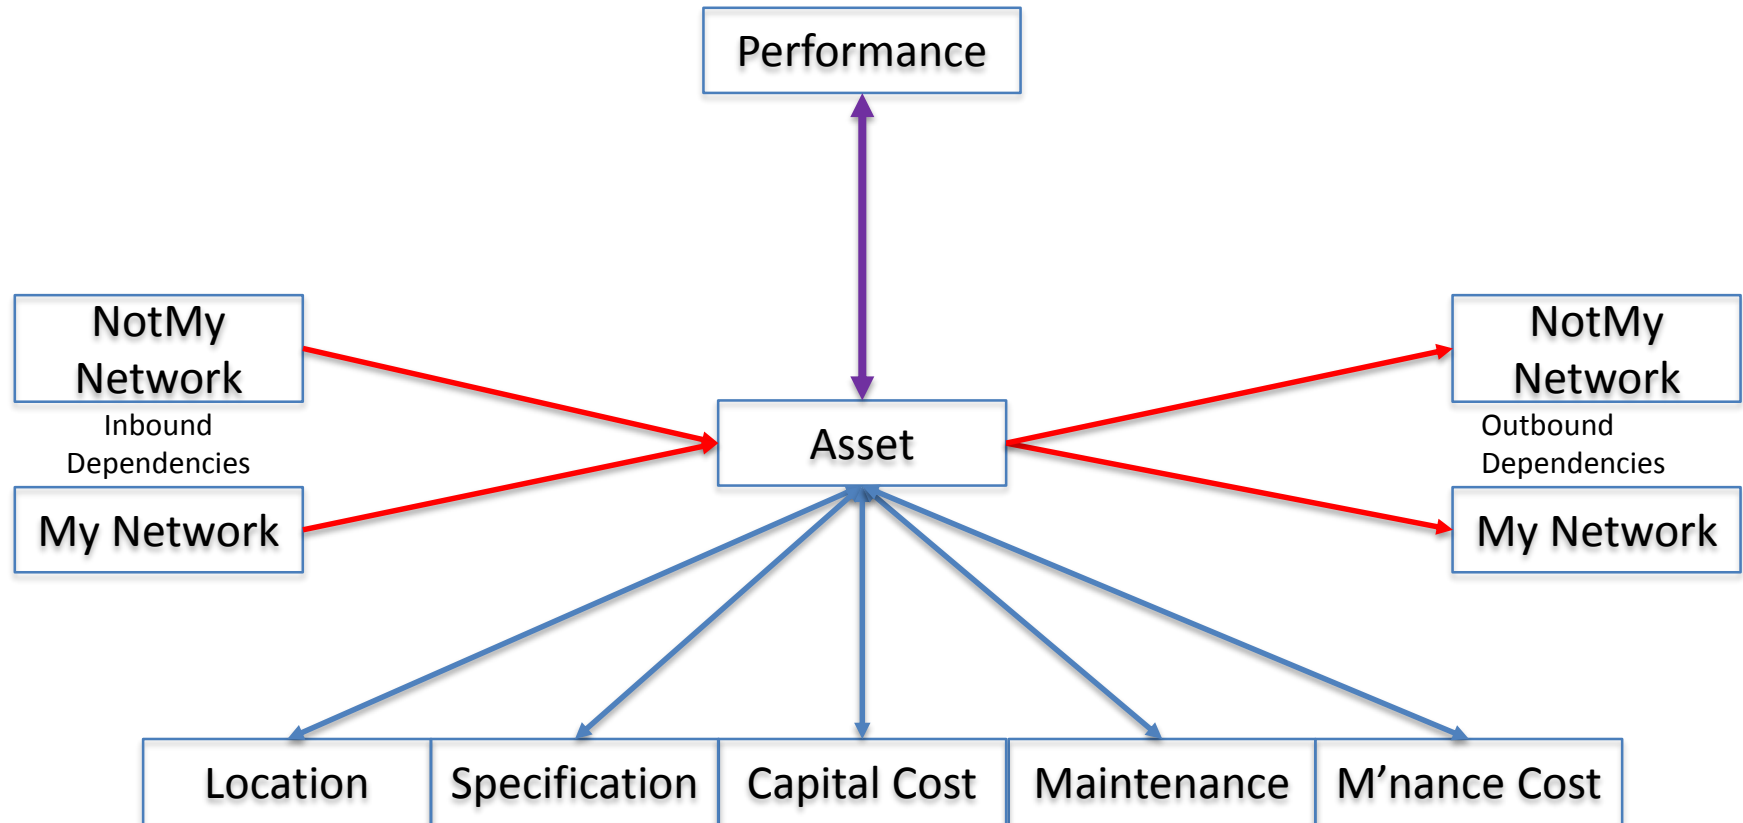 Performance
NotMy
Network
Inbound
Dependencies
My Network
Asset
NotMy
Network
Outbound
Dependencies
My Network
Location
Specification
Capital Cost
Maintenance
M’nance Cost